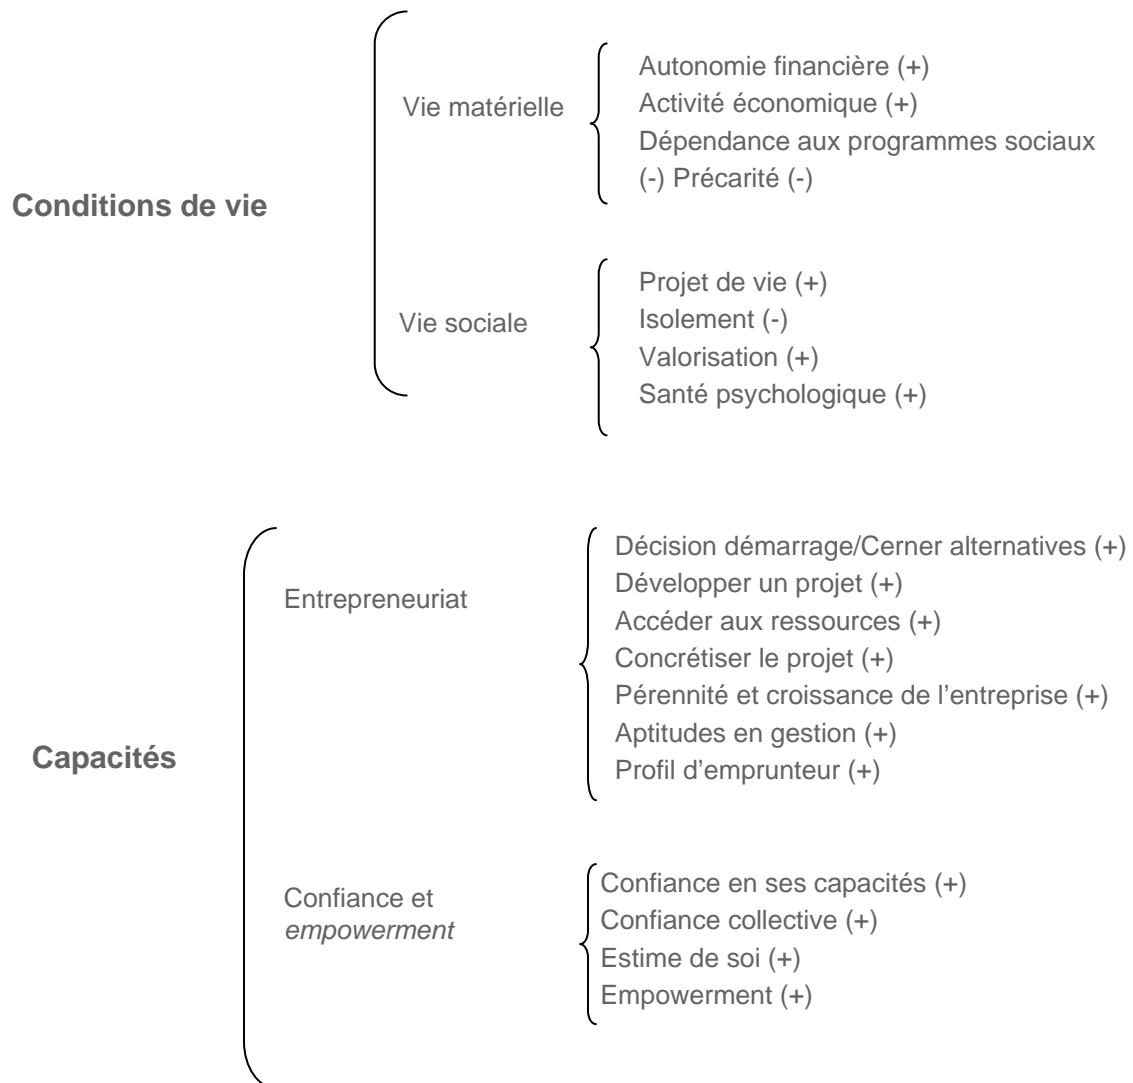 Conditions de vie
Vie matérielle
Autonomie financière (+)
Activité économique (+)
Dépendance aux programmes sociaux
(-) Précarité (-)
Vie sociale
Projet de vie (+)
Isolement (-)
Valorisation (+)
Santé psychologique (+)
Capacités
Entrepreneuriat
Décision démarrage/Cerner alternatives (+)
Développer un projet (+)
Accéder aux ressources (+)
Concrétiser le projet (+)
Pérennité et croissance de l’entreprise (+)
Aptitudes en gestion (+)
Profil d’emprunteur (+)
Confiance et
empowerment
Confiance en ses capacités (+)
Confiance collective (+)
Estime de soi (+)
Empowerment (+)